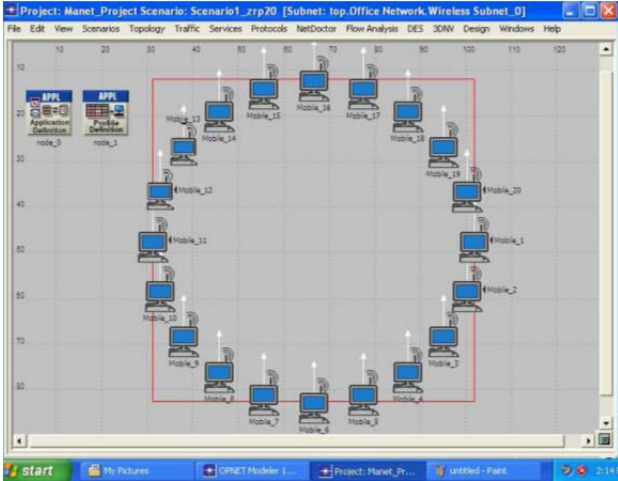 Project: Manet_Project Scenario: Scenario1_zrp20 [Subnet: top.Office Network.Wireless Subnet_0]
File Edit View Scenarios Topology Traffic Services Protocols NetDoctor Flow Analysis DES 3DNV Design Windows Help
10 20 30 40 50 60 70 80 90 100 110 120
10
20
30
40
50
60
70
80
APPL
Application
Definition
node_0
APPL
Profile
Definition
node_1
Mobile_16
Mobile_15
Mobile_17
Mobile_13
Mobile_14
Mobile_18
Mobile_19
Mobile_12
Mobile_20
Mobile_11
Mobile_1
Mobile_2
Mobile_10
Mobile_9
Mobile_3
Mobile_8
Mobile_4
Mobile_7
Mobile_6
Mobile_5
start My Pictures OPNET Modeler 1... Project: Manet_Pr... untitled - Paint 2:14